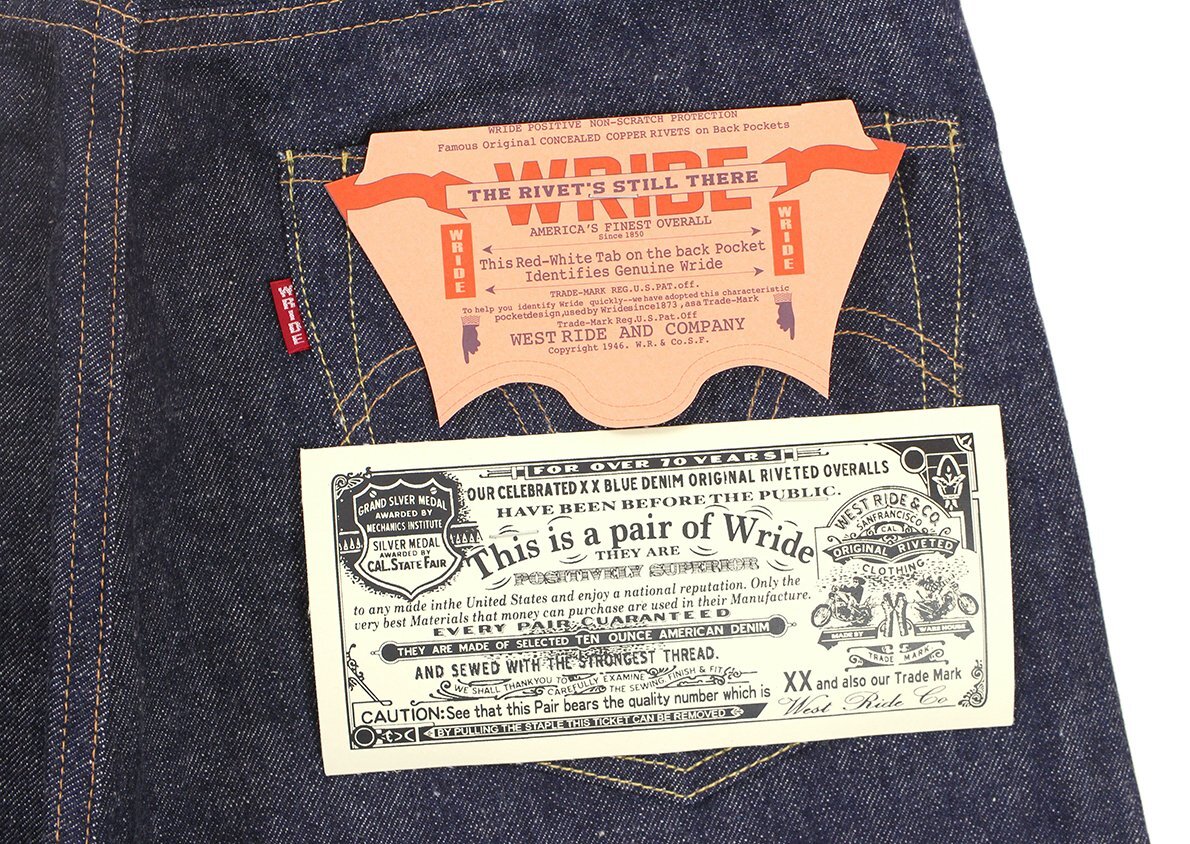 WRIDE POSITIVE NON-SCRATCH PROTECTION
Famous Original CONCEALED COPPER RIVETS on Back Pockets
WRIDE
THE RIVET'S STILL THERE
AMERICA'S FINEST OVERALL
Since 1850
WRIDE
This Red-White Tab on the back Pocket
Identifies Genuine Wride
WRIDE
TRADE-MARK REG.U.S.PAT.off.
To help you identify Wride quickly--we have adopted this characteristic
pocketdesign,used by Wridesince1873 ,asa Trade-Mark
Trade-Mark Reg.U.S.Pat.Off
WEST RIDE AND COMPANY
Copyright 1946. W.R. & Co.S.F.
WRIDE
FOR OVER 70 YEARS
OUR CELEBRATED XX BLUE DENIM ORIGINAL RIVETED OVERALLS
HAVE BEEN BEFORE THE PUBLIC.
GRAND SLVER MEDAL
AWARDED BY
MECHANICS INSTITUTE
SILVER MEDAL
AWARDED BY
CAL.STATE FAIR
This is a pair of Wride
THEY ARE
POSITIVELY SUPERIOR
to any made inthe United States and enjoy a national reputation. Only the
very best Materials that money can purchase are used in their Manufacture.
EVERY PAIR GUARANTEED
THEY ARE MADE OF SELECTED TEN OUNCE AMERICAN DENIM
AND SEWED WITH THE STRONGEST THREAD.
WE SHALL THANKYOU TO CAREFULLY EXAMINE THE SEWING, FINISH & FIT
CAUTION:See that this Pair bears the quality number which is
BY PULLING THE STAPLE THIS TICKET CAN BE REMOVED
WEST RIDE & CO.
SANFRANCISCO
CAL
ORIGINAL RIVETED
CLOTHING
MADE BY WARE HOUSE
TRADE MARK
XX and also our Trade Mark
West Ride Co